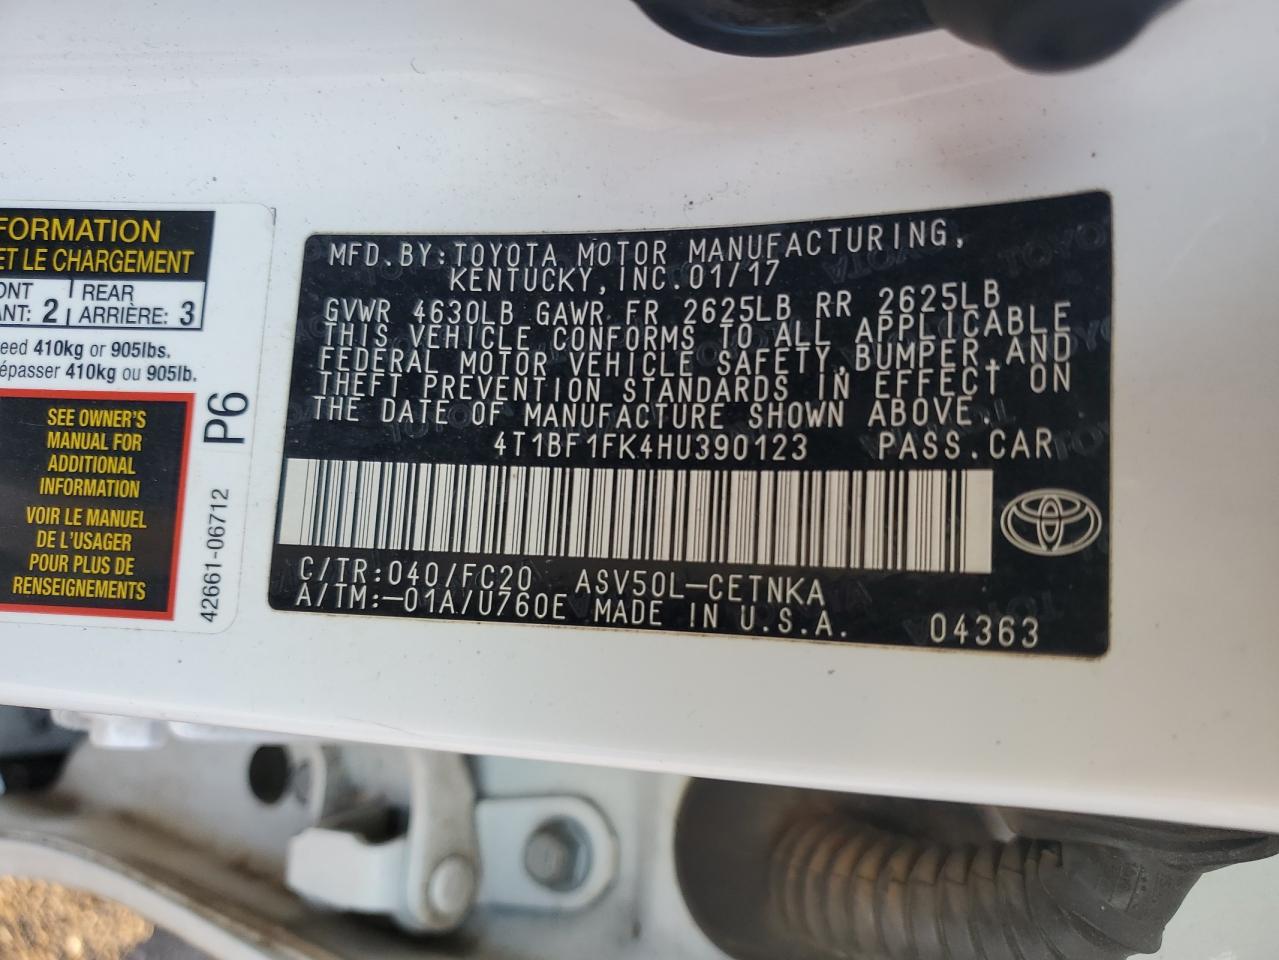 FORMATION
ET LE CHARGEMENT
ONT
ANT: 2
REAR
ARRIÈRE: 3
eed 410kg or 905lbs.
épasser 410kg ou 905lb.
SEE OWNER'S
MANUAL FOR
ADDITIONAL
INFORMATION
VOIR LE MANUEL
DE L'USAGER
POUR PLUS DE
RENSEIGNEMENTS
P6
42661-06712
MFD.BY:TOYOTA MOTOR MANUFACTURING,
KENTUCKY,INC.01/17
GVWR 4630LB GAWR FR 2625LB RR 2625LB
THIS VEHICLE CONFORMS TO ALL APPLICABLE
FEDERAL MOTOR VEHICLE SAFETY,BUMPER,AND
THEFT PREVENTION STANDARDS IN EFFECT ON
THE DATE OF MANUFACTURE SHOWN ABOVE.
4T1BF1FK4HU390123 PASS.CAR
C/TR:040/FC20 ASV50L-CETNKA
A/TM:-01A/U760E MADE IN U.S.A. 04363